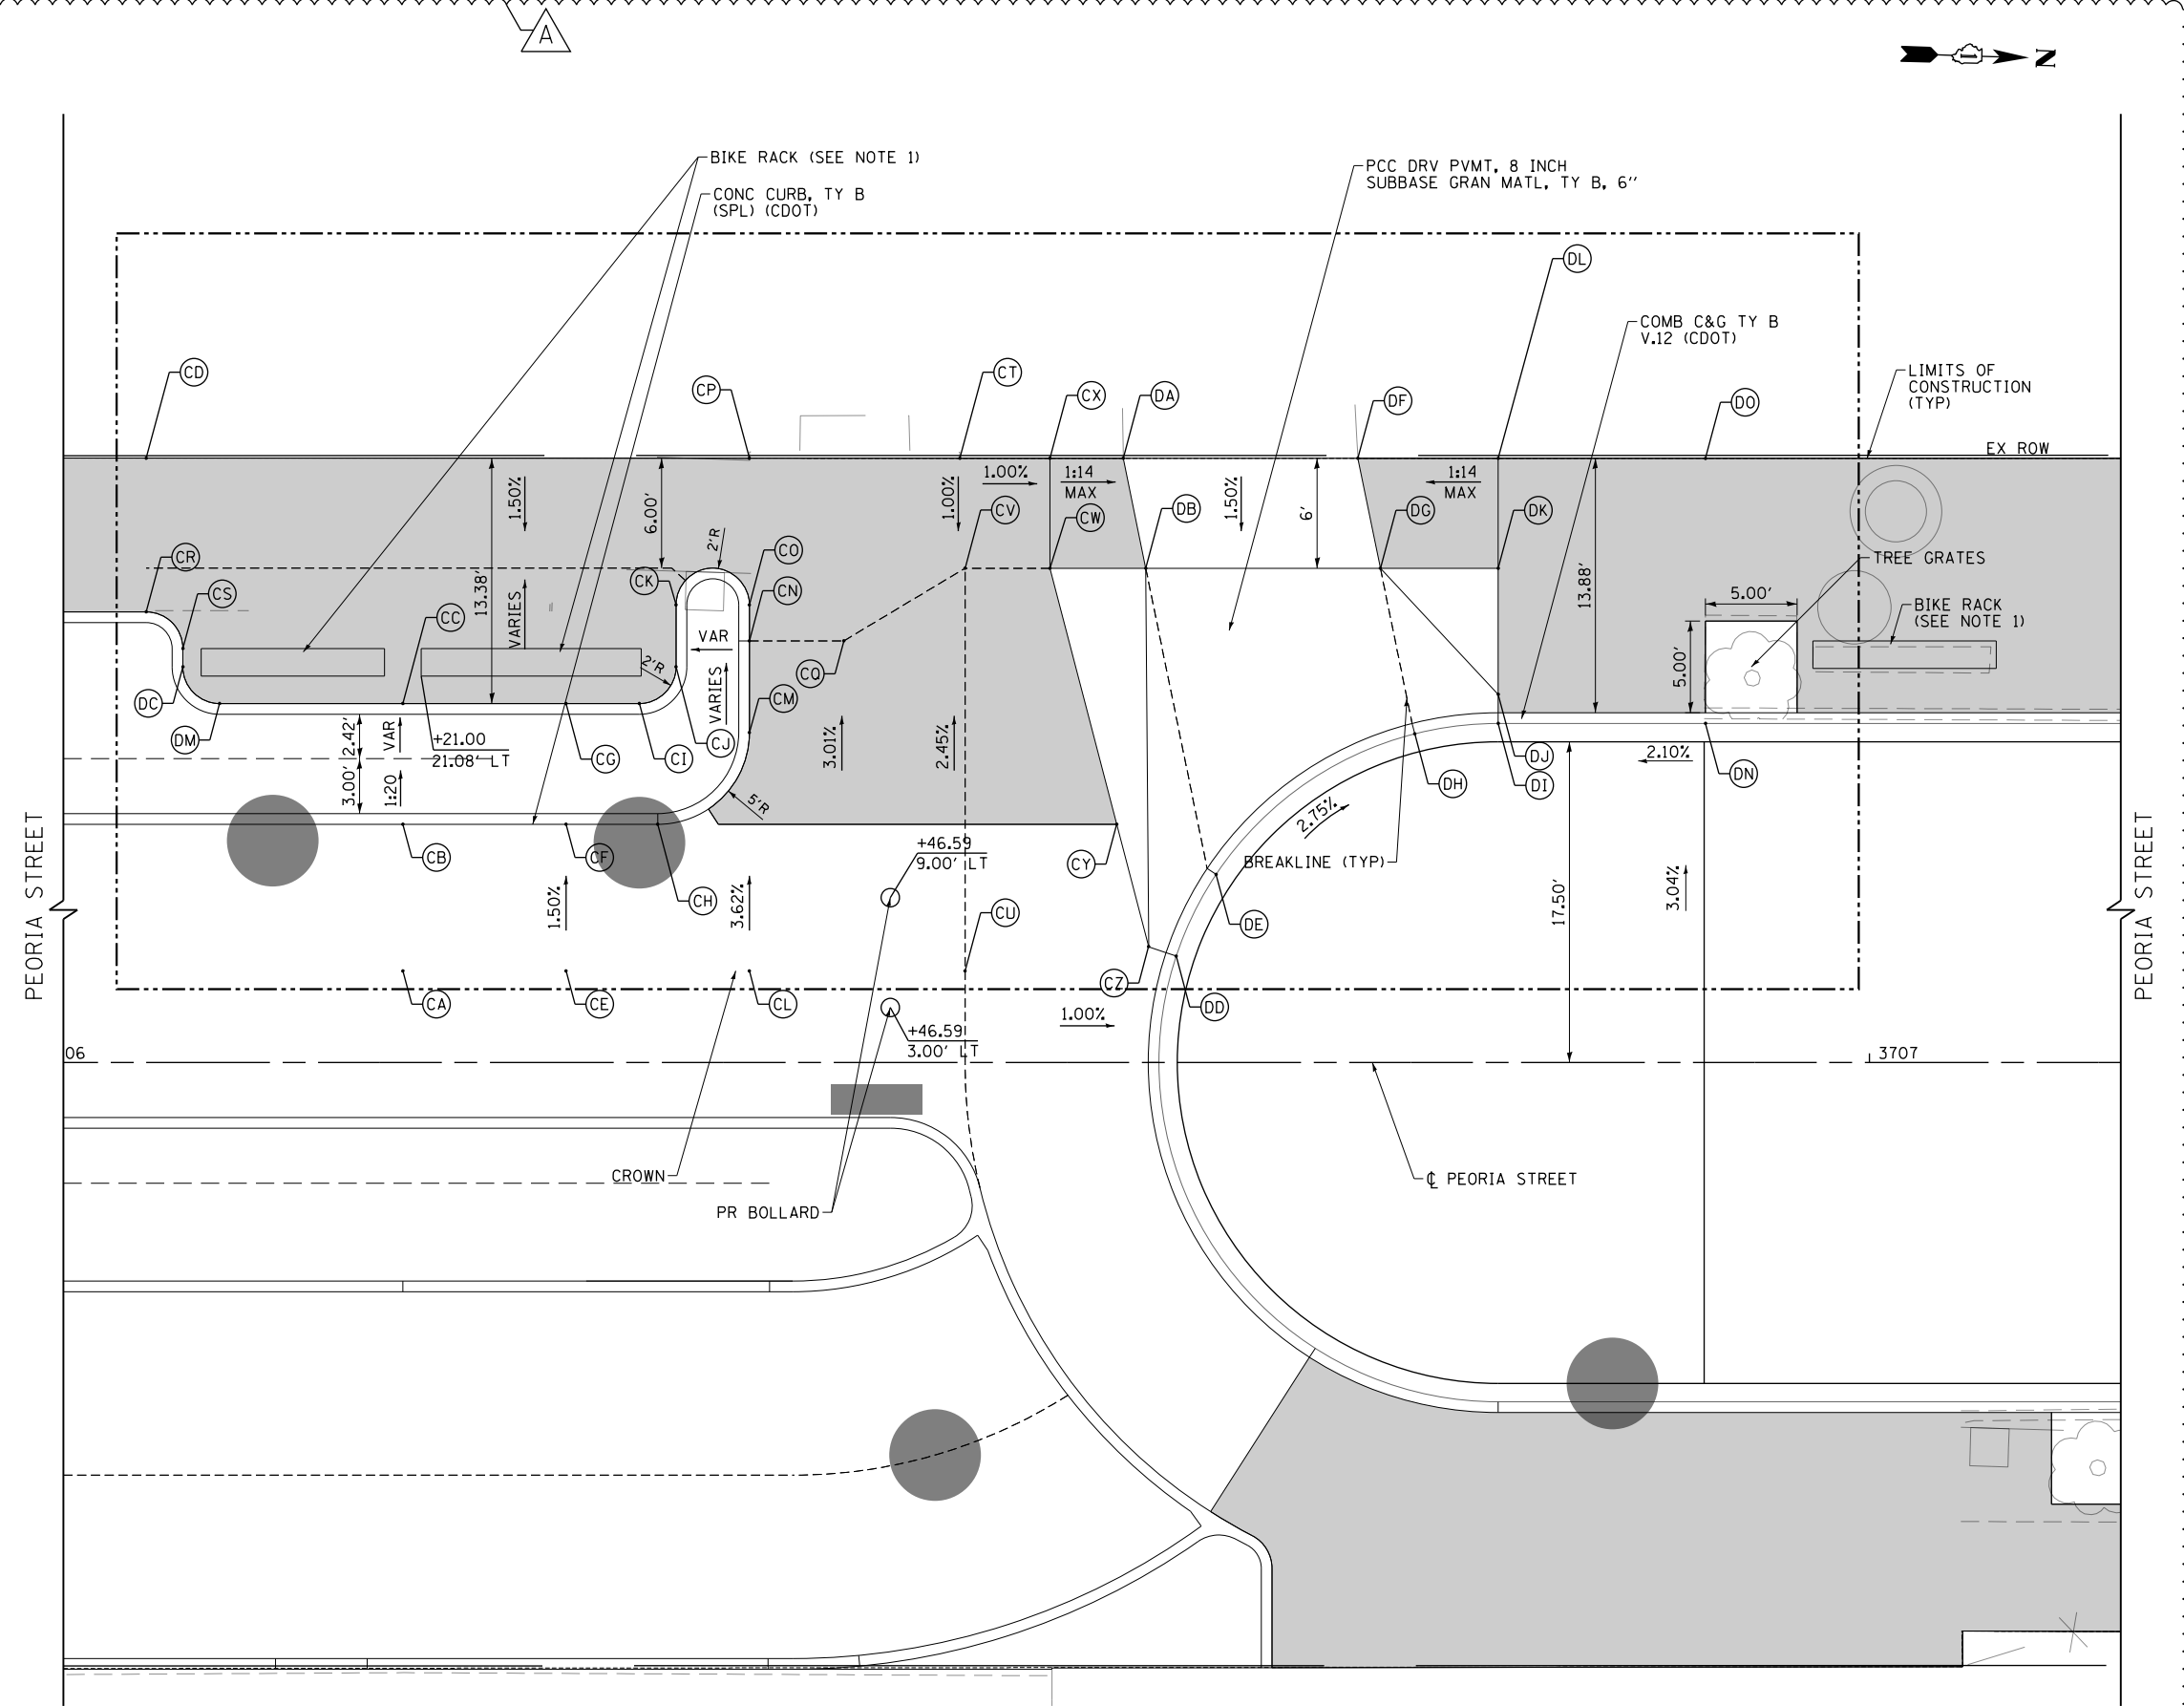 A
N
BIKE RACK (SEE NOTE 1)
CONC CURB, TY B
(SPL) (CDOT)
PCC DRV PVMT, 8 INCH
SUBBASE GRAN MATL, TY B, 6''
DL
COMB C&G TY B
V.12 (CDOT)
LIMITS OF
CONSTRUCTION
(TYP)
CD
CP
CT
CX
DA
DF
DO
EX ROW
1.50%
6.00'
1.00%
1.00%
1:14
MAX
1.50%
6'
1:14
MAX
CV
CW
DB
DG
DK
2'R
CO
CK
CN
CR
CS
CC
13.38'
VARIES
VAR
2'R
VARIES
CQ
CM
13.88'
5.00'
5.00'
TREE GRATES
BIKE RACK
(SEE NOTE 1)
DC
DM
2.42'
VAR
+21.00
21.08' LT
CG
CI
CJ
3.01%
2.45%
DJ
DI
DH
2.10%
DN
3.00'
1:20
5'R
2.75%
PEORIA STREET
CB
CF
CH
+46.59
9.00' LT
CY
BREAKLINE (TYP)
17.50'
3.04%
PEORIA STREET
1.50%
3.62%
CU
DE
CA
CE
CL
CZ
DD
+46.59
3.00' LT
1.00%
06
3707
CROWN
PR BOLLARD
℄ PEORIA STREET